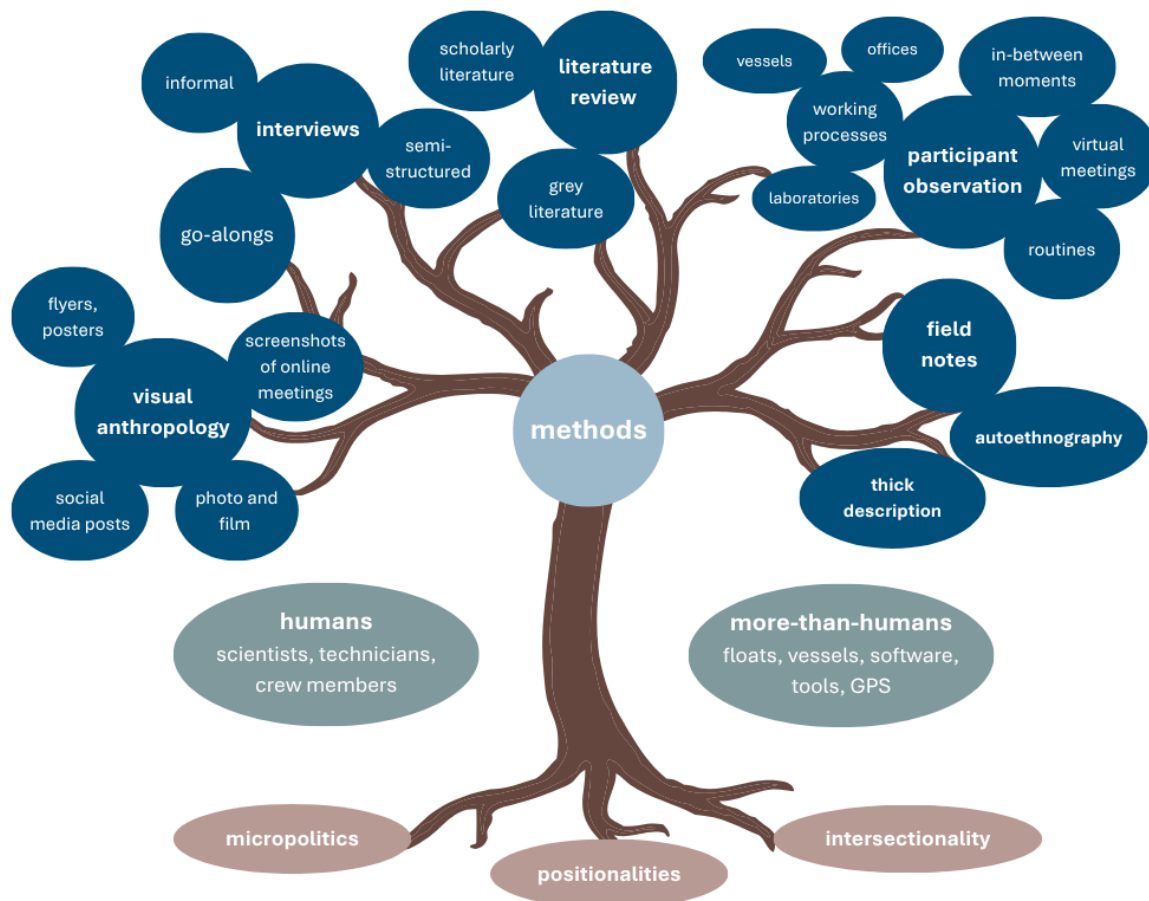 informal
interviews
semi-
structured
go-alongs
scholarly
literature
literature
review
grey
literature
vessels
offices
in-between
moments
working
processes
participant
observation
virtual
meetings
laboratories
routines
flyers,
posters
screenshots
of online
meetings
visual
anthropology
social
media posts
photo and
film
methods
field
notes
autoethnography
thick
description
humans
scientists, technicians,
crew members
more-than-humans
floats, vessels, software,
tools, GPS
micropolitics
positionalities
intersectionality